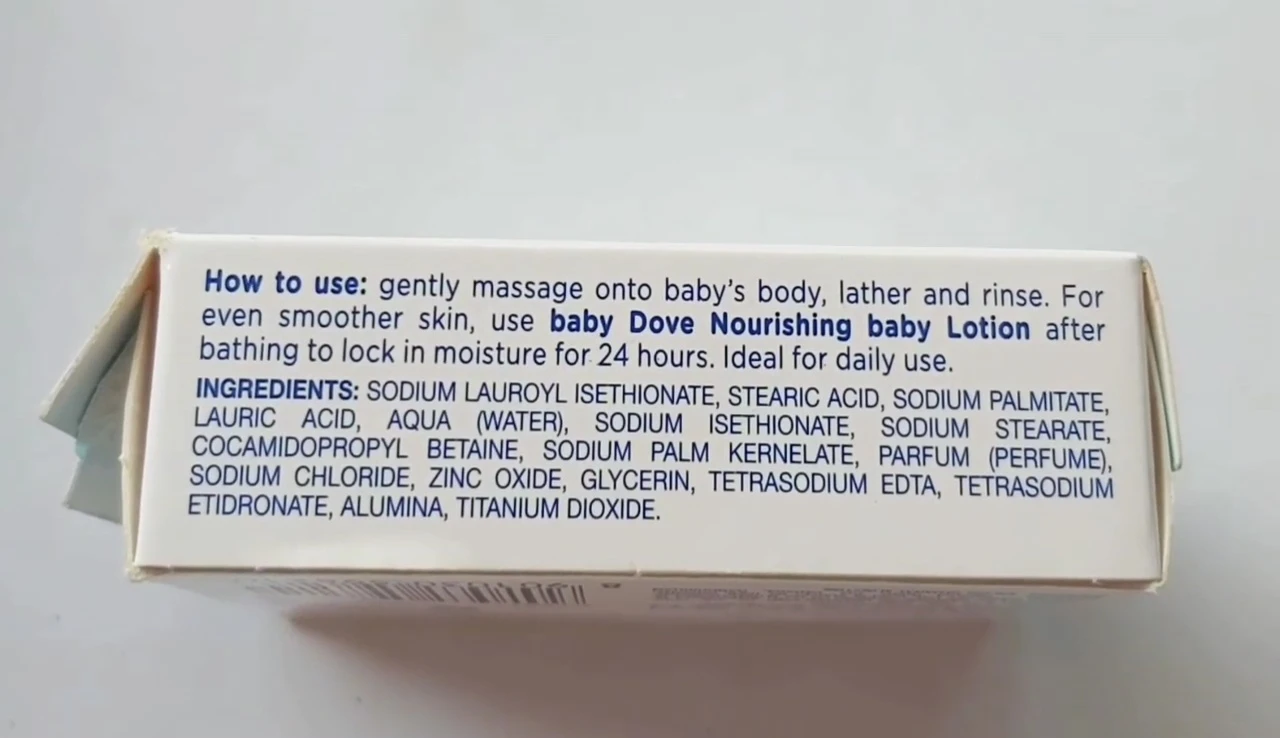 How to use: gently massage onto baby's body, lather and rinse. For
even smoother skin, use baby Dove Nourishing baby Lotion after
bathing to lock in moisture for 24 hours. Ideal for daily use.
INGREDIENTS: SODIUM LAUROYL ISETHIONATE, STEARIC ACID, SODIUM PALMITATE,
LAURIC ACID, AQUA (WATER), SODIUM ISETHIONATE, SODIUM STEARATE,
COCAMIDOPROPYL BETAINE, SODIUM PALM KERNELATE, PARFUM (PERFUME),
SODIUM CHLORIDE, ZINC OXIDE, GLYCERIN, TETRASODIUM EDTA, TETRASODIUM
ETIDRONATE, ALUMINA, TITANIUM DIOXIDE.